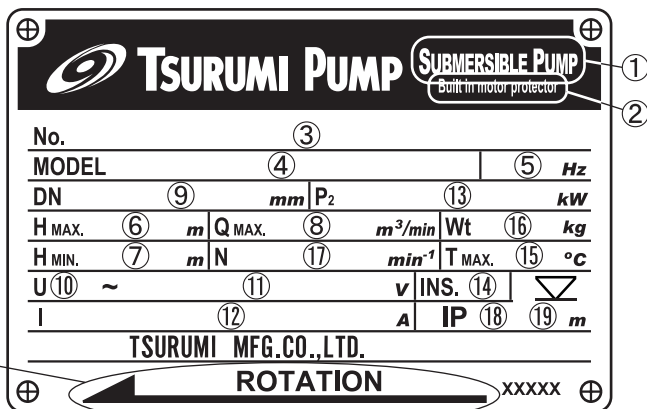 TSURUMI PUMP SUBMERSIBLE PUMP ①
Built in motor protector ②
No. ③
MODEL ④ ⑤ Hz
DN ⑨ mm P₂ ⑬ kW
H MAX. ⑥ m Q MAX. ⑧ m³/min Wt ⑯ kg
H MIN. ⑦ m N ⑰ min⁻¹ T MAX. ⑮ °C
U ⑩ ~ ⑪ V INS. ⑭
I ⑫ A IP ⑱ ⑲ m
TSURUMI MFG.CO.,LTD.
ROTATION XXXXX